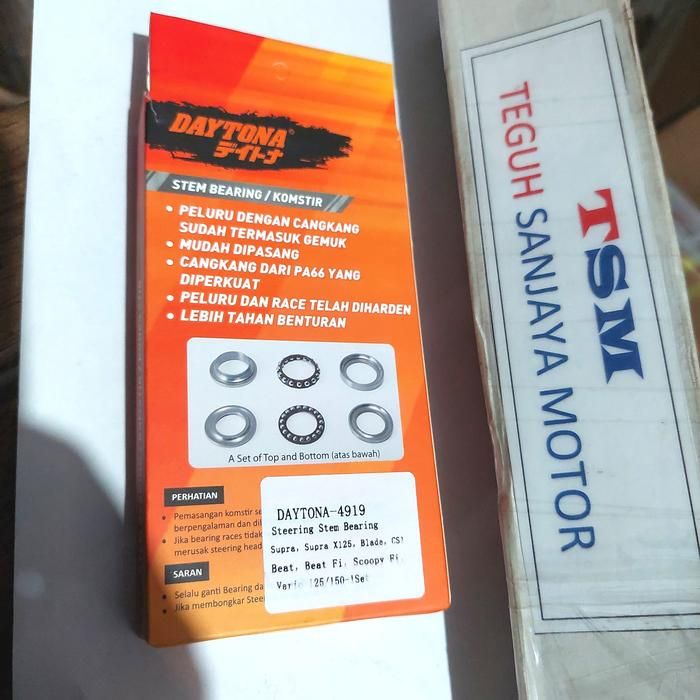 DAYTONA®
デイトナ
STEM BEARING / KOMSTIR
• PELURU DENGAN CANGKANG
SUDAH TERMASUK GEMUK
• MUDAH DIPASANG
• CANGKANG DARI PA66 YANG
DIPERKUAT
• PELURU DAN RACE TELAH DIHARDEN
• LEBIH TAHAN BENTURAN
A Set of Top and Bottom (atas bawah)
PERHATIAN
• Pemasangan komstir
berpengalaman dan
• Jika bearing races
merusak steering head
SARAN
• Selalu ganti Bearing
• Jika membongkar
DAYTONA-4919
Steering Stem Bearing
Supra, Supra X125, Blade, CS1
Beat, Beat Fi, Scoopy Fi,
Vario 125/150-1Set
TSM
TEGUH SANJAYA MOTOR